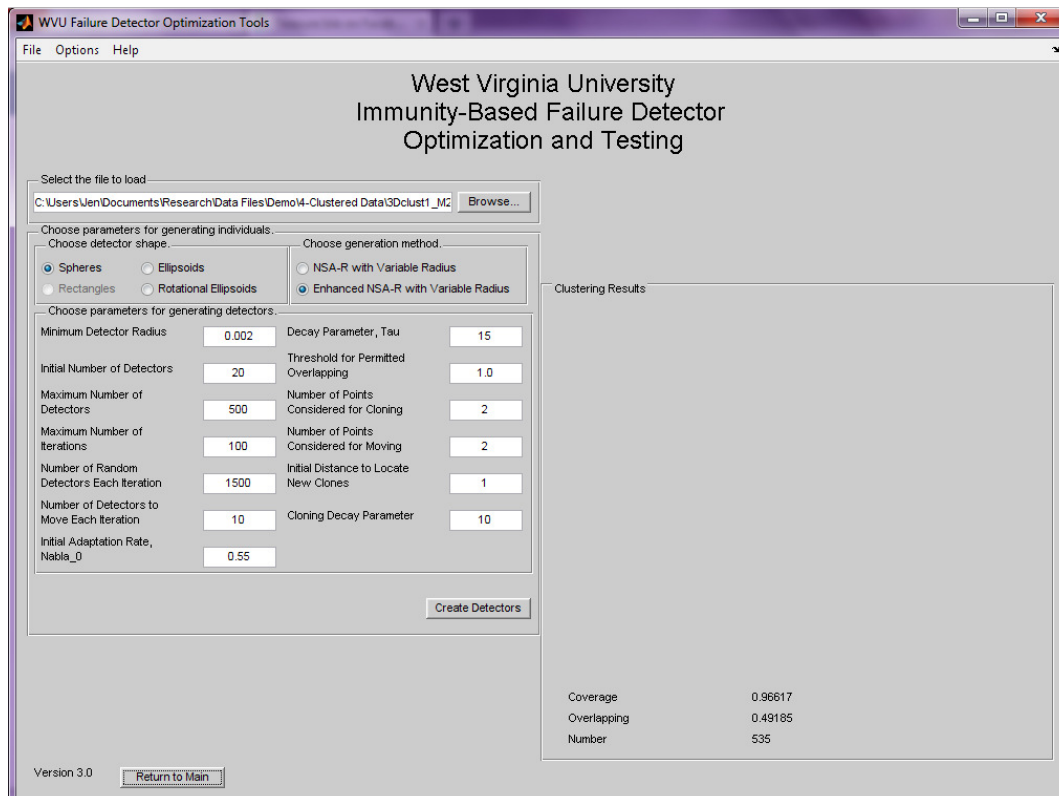 WVU Failure Detector Optimization Tools
File Options Help
West Virginia University
Immunity-Based Failure Detector
Optimization and Testing
Select the file to load
C:\Users\Jen\Documents\Research\Data Files\Demo\4-Clustered Data\3Dclust1_M2
Browse...
Choose parameters for generating individuals.
Choose detector shape.
Spheres
Ellipsoids
Rectangles
Rotational Ellipsoids
Choose generation method.
NSA-R with Variable Radius
Enhanced NSA-R with Variable Radius
Choose parameters for generating detectors.
Minimum Detector Radius
0.002
Initial Number of Detectors
20
Maximum Number of
Detectors
500
Maximum Number of
Iterations
100
Number of Random
Detectors Each Iteration
1500
Number of Detectors to
Move Each Iteration
10
Initial Adaptation Rate,
Nabla_0
0.55
Decay Parameter, Tau
15
Threshold for Permitted
Overlapping
1.0
Number of Points
Considered for Cloning
2
Number of Points
Considered for Moving
2
Initial Distance to Locate
New Clones
1
Cloning Decay Parameter
10
Create Detectors
Clustering Results
Coverage 0.96617
Overlapping 0.49185
Number 535
Version 3.0
Return to Main